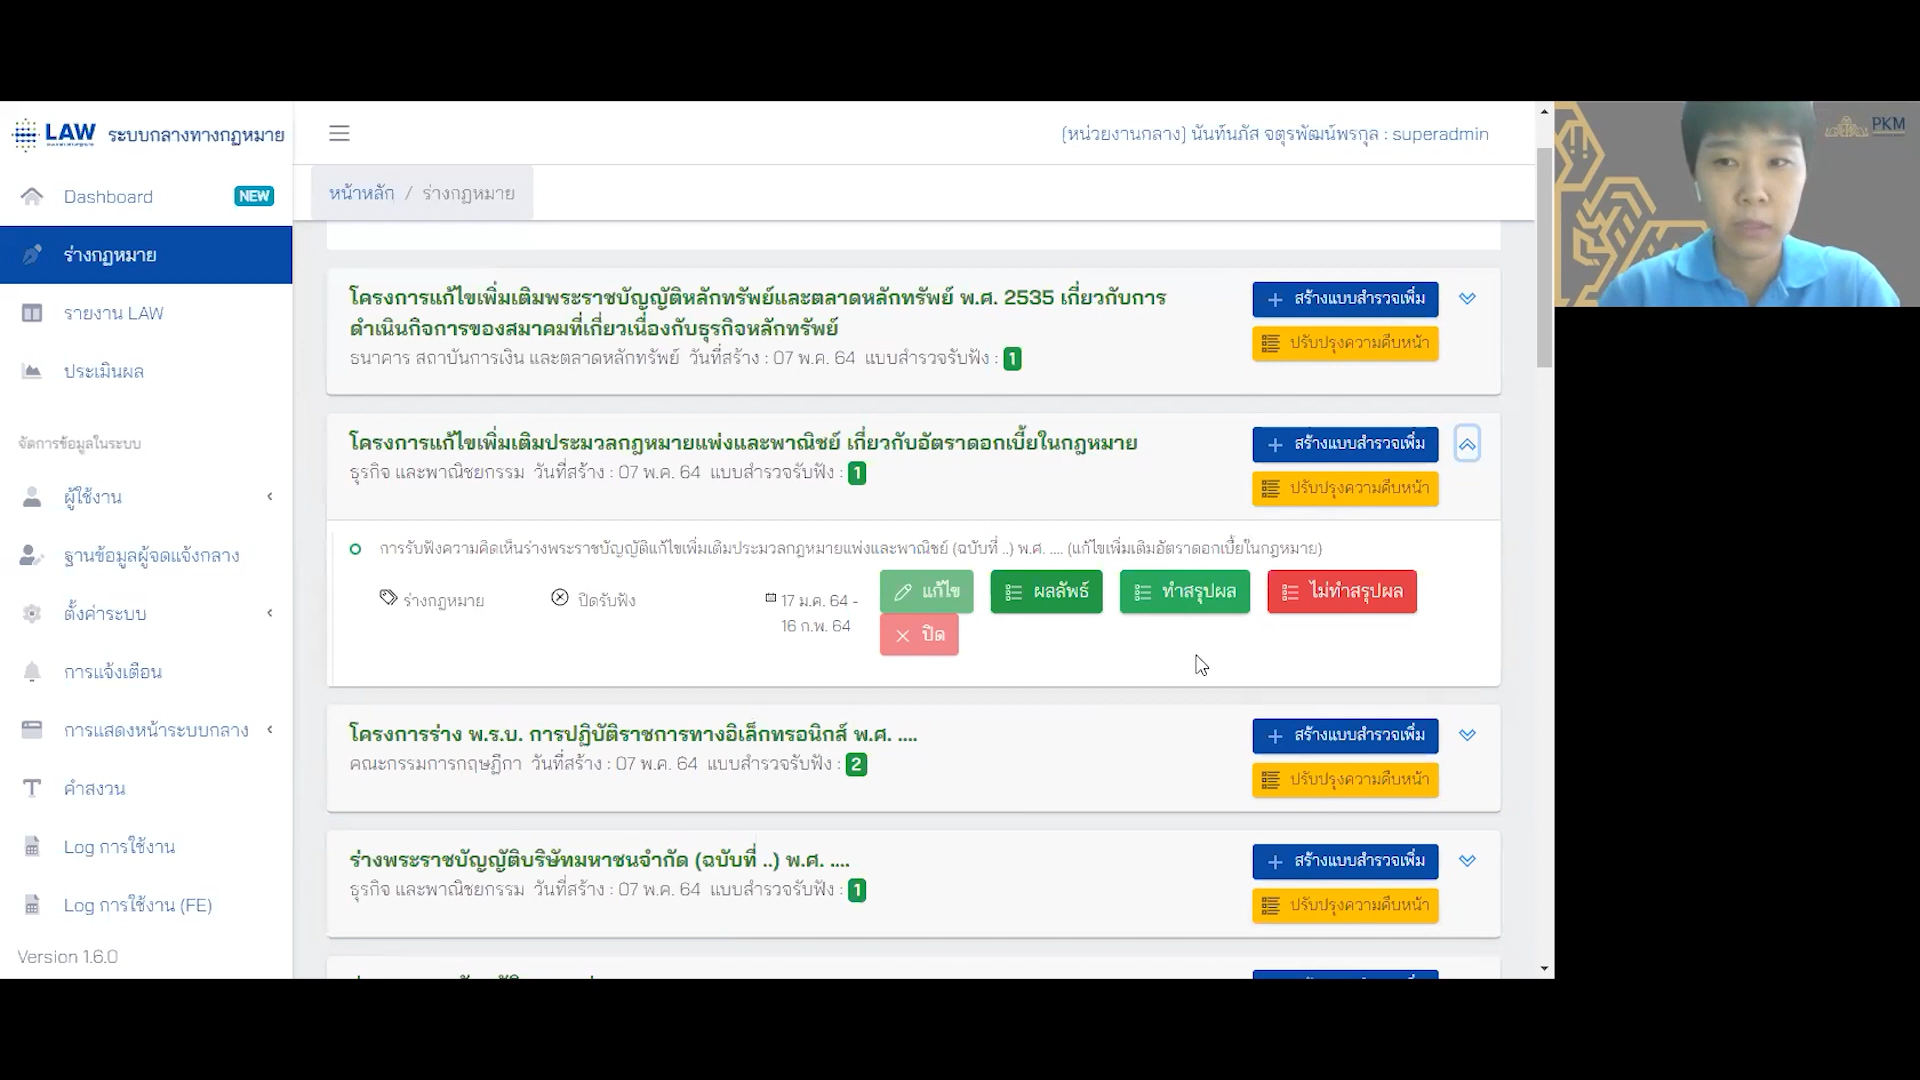 LAW ระบบกลางทางกฎหมาย
[หน่วยงานกลาง] นันท์นภัส จตุรพัฒน์พรกุล : superadmin
PKM
Dashboard NEW
หน้าหลัก / ร่างกฎหมาย
ร่างกฎหมาย
รายงาน LAW
ประเมินผล
จัดการข้อมูลในระบบ
ผู้ใช้งาน
ฐานข้อมูลผู้จดแจ้งกลาง
ตั้งค่าระบบ
การแจ้งเตือน
การแสดงหน้าระบบกลาง
คำสงวน
Log การใช้งาน
Log การใช้งาน (FE)
Version 1.6.0
โครงการแก้ไขเพิ่มเติมพระราชบัญญัติหลักทรัพย์และตลาดหลักทรัพย์ พ.ศ. 2535 เกี่ยวกับการ
ดำเนินกิจการของสมาคมที่เกี่ยวเนื่องกับธุรกิจหลักทรัพย์
ธนาคาร สถาบันการเงิน และตลาดหลักทรัพย์ วันที่สร้าง : 07 พ.ค. 64 แบบสำรวจรับฟัง : 1
สร้างแบบสำรวจเพิ่ม
ปรับปรุงความคืบหน้า
โครงการแก้ไขเพิ่มเติมประมวลกฎหมายแพ่งและพาณิชย์ เกี่ยวกับอัตราดอกเบี้ยในกฎหมาย
ธุรกิจ และพาณิชยกรรม วันที่สร้าง : 07 พ.ค. 64 แบบสำรวจรับฟัง : 1
สร้างแบบสำรวจเพิ่ม
ปรับปรุงความคืบหน้า
การรับฟังความคิดเห็นร่างพระราชบัญญัติแก้ไขเพิ่มเติมประมวลกฎหมายแพ่งและพาณิชย์ (ฉบับที่ ..) พ.ศ. .... (แก้ไขเพิ่มเติมอัตราดอกเบี้ยในกฎหมาย)
ร่างกฎหมาย
ปิดรับฟัง
17 ม.ค. 64 -
16 ก.พ. 64
แก้ไข
ผลลัพธ์
ทำสรุปผล
ไม่ทำสรุปผล
ปิด
โครงการร่าง พ.ร.บ. การปฏิบัติราชการทางอิเล็กทรอนิกส์ พ.ศ. ....
คณะกรรมการกฤษฎีกา วันที่สร้าง : 07 พ.ค. 64 แบบสำรวจรับฟัง : 2
สร้างแบบสำรวจเพิ่ม
ปรับปรุงความคืบหน้า
ร่างพระราชบัญญัติบริษัทมหาชนจำกัด (ฉบับที่ ..) พ.ศ. ....
ธุรกิจ และพาณิชยกรรม วันที่สร้าง : 07 พ.ค. 64 แบบสำรวจรับฟัง : 1
สร้างแบบสำรวจเพิ่ม
ปรับปรุงความคืบหน้า